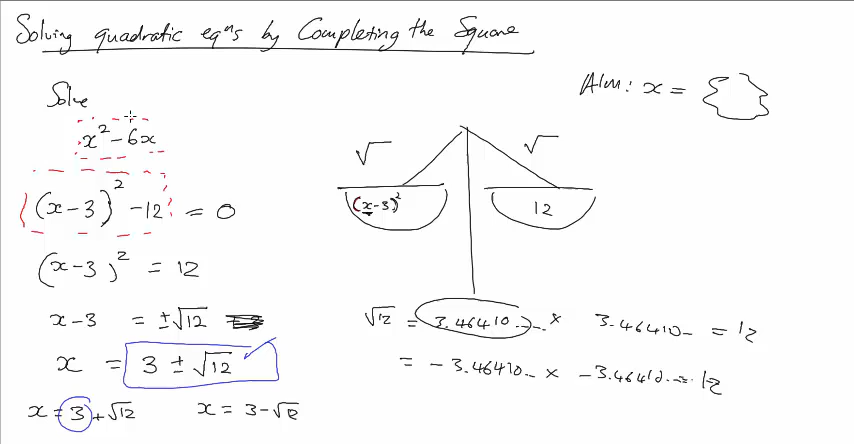 Solving quadratic eqⁿs by Completing the Square
Aim: x =
Solve
x² - 6x
(x-3)² - 12 = 0
(x-3)² = 12
x-3 = ±√12
x = 3 ± √12
x = 3 + √12 x = 3 - √12
√ √
(x-3)² 12
√12 = 3.46410... × 3.46410... = 12
= -3.46410... × -3.46410... = 12